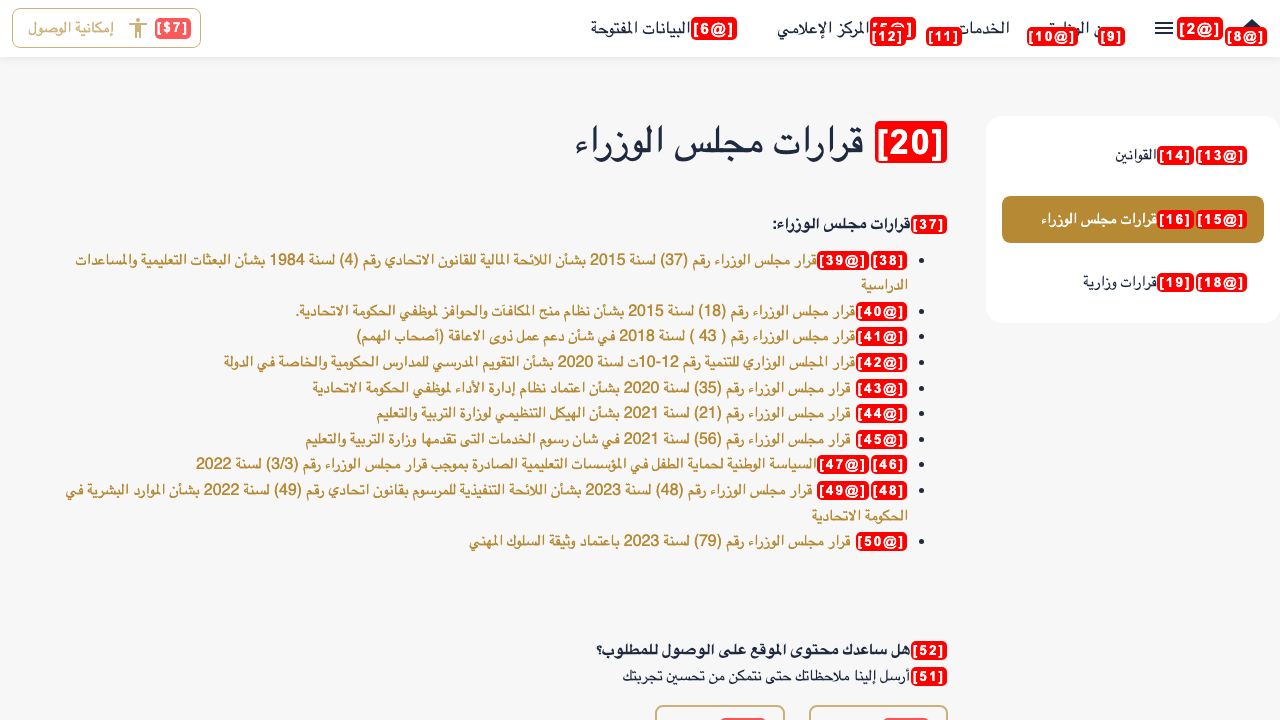 [@8]
[@2]
[9] عن الوزارة [@10]
الخدمات [11]
[12] المركز الإعلامي
[@6] البيانات المفتوحة
[$7] إمكانية الوصول
[@13] [14] القوانين
[@15] [16] قرارات مجلس الوزراء
[@18] [19] قرارات وزارية
[20] قرارات مجلس الوزراء
[37] قرارات مجلس الوزراء:
[38] [@39] قرار مجلس الوزراء رقم (37) لسنة 2015 بشأن اللائحة المالية للقانون الاتحادي رقم (4) لسنة 1984 بشأن البعثات التعليمية والمساعدات
الدراسية
[@40] قرار مجلس الوزراء رقم (18) لسنة 2015 بشأن نظام منح المكافآت والحوافز لموظفي الحكومة الاتحادية.
[@41] قرار مجلس الوزراء رقم ( 43 ) لسنة 2018 في شأن دعم عمل ذوى الاعاقة (أصحاب الهمم)
[@42] قرار المجلس الوزاري للتنمية رقم 12-10ت لسنة 2020 بشأن التقويم المدرسي للمدارس الحكومية والخاصة في الدولة
[@43] قرار مجلس الوزراء رقم (35) لسنة 2020 بشأن اعتماد نظام إدارة الأداء لموظفي الحكومة الاتحادية
[@44] قرار مجلس الوزراء رقم (21) لسنة 2021 بشأن الهيكل التنظيمي لوزارة التربية والتعليم
[@45] قرار مجلس الوزراء رقم (56) لسنة 2021 في شان رسوم الخدمات التى تقدمها وزارة التربية والتعليم
[46] [@47] السياسة الوطنية لحماية الطفل في المؤسسات التعليمية الصادرة بموجب قرار مجلس الوزراء رقم (3/3) لسنة 2022
[48] [@49] قرار مجلس الوزراء رقم (48) لسنة 2023 بشأن اللائحة التنفيذية للمرسوم بقانون اتحادي رقم (49) لسنة 2022 بشأن الموارد البشرية في
الحكومة الاتحادية
[@50] قرار مجلس الوزراء رقم (79) لسنة 2023 باعتماد وثيقة السلوك المهني
[52] هل ساعدك محتوى الموقع على الوصول للمطلوب؟
[51] أرسل إلينا ملاحظاتك حتى نتمكن من تحسين تجربتك